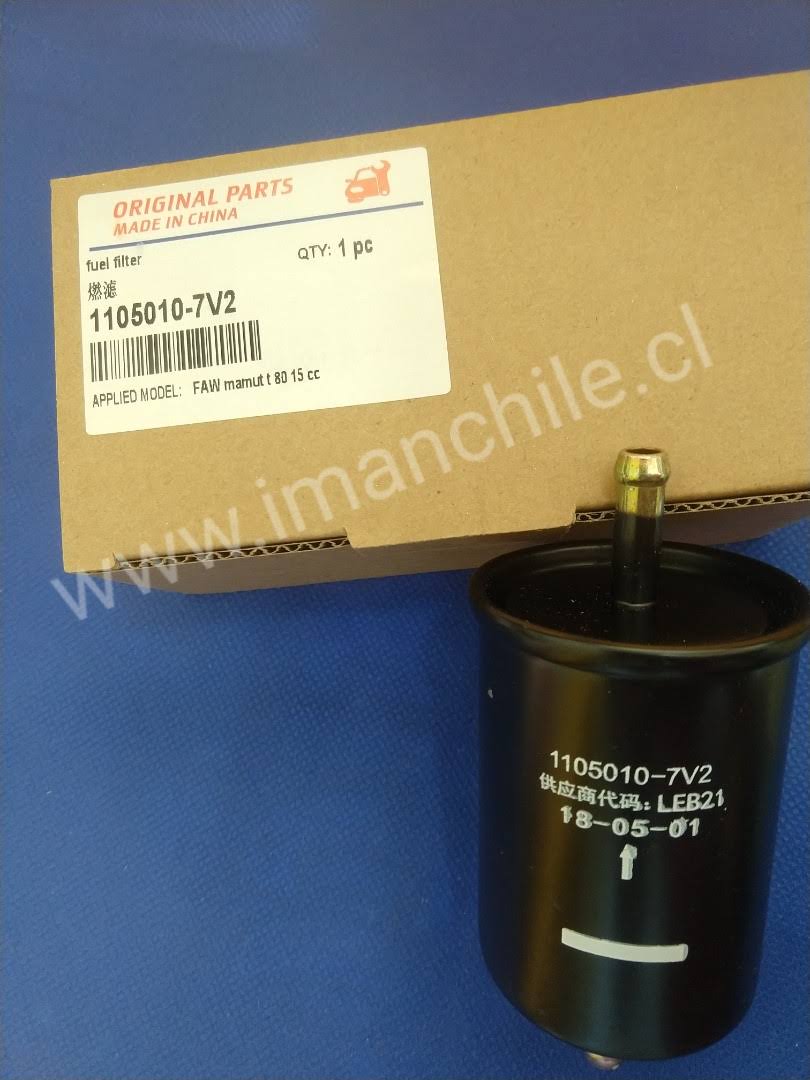 ORIGINAL PARTS
MADE IN CHINA
fuel filter
QTY: 1 pc
燃滤
1105010-7V2
APPLIED MODEL: FAW mamut t 80 15 cc
www.imanchile.cl
1105010-7V2
供应商代码: LEB21
18-05-01